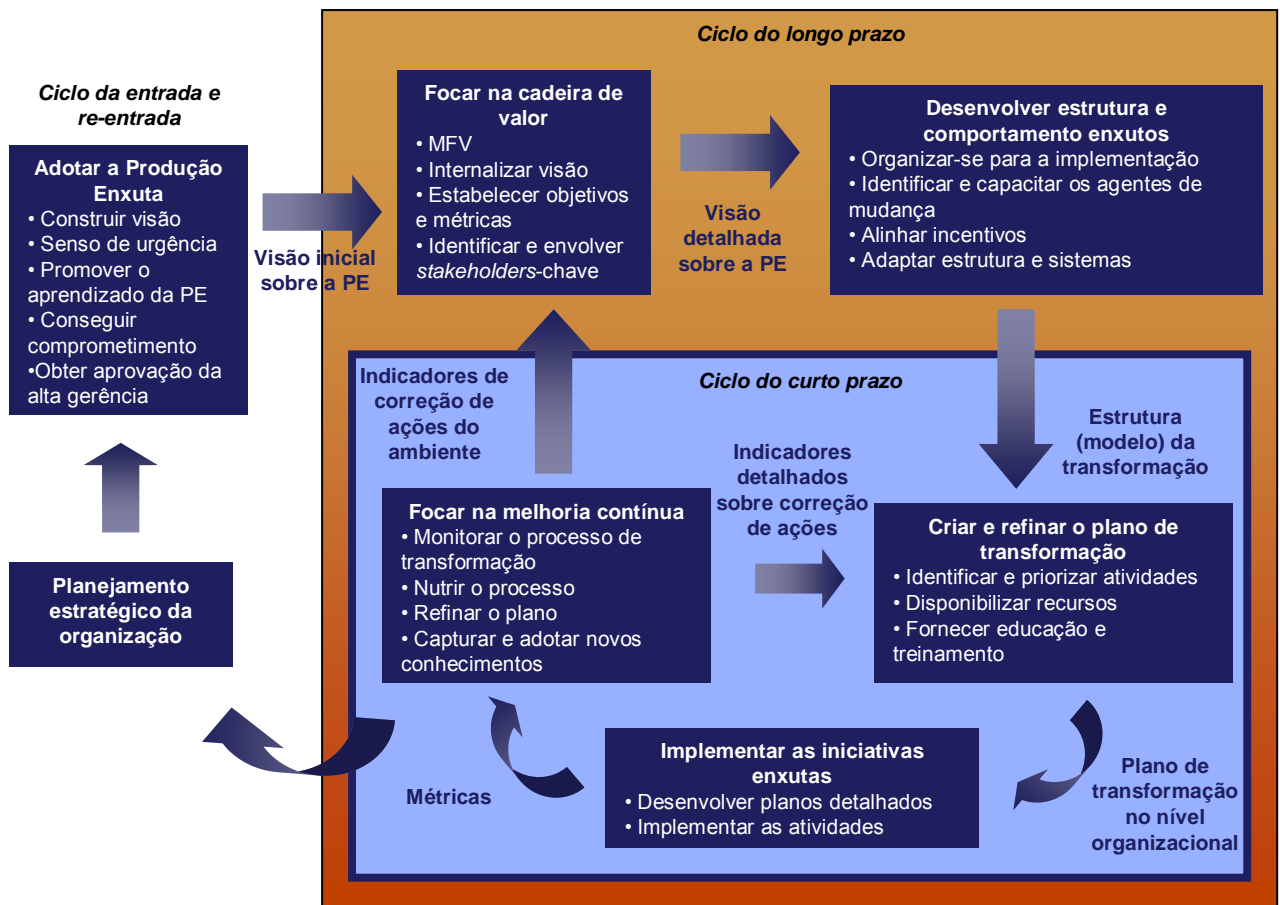 Ciclo do longo prazo
Ciclo da entrada e
re-entrada
Adotar a Produção
Enxuta
• Construir visão
• Senso de urgência
• Promover o
aprendizado da PE
• Conseguir
comprometimento
•Obter aprovação da
alta gerência
Visão inicial
sobre a PE
Focar na cadeira de
valor
• MFV
• Internalizar visão
• Estabelecer objetivos
e métricas
• Identificar e envolver
stakeholders-chave
Visão
detalhada
sobre a PE
Desenvolver estrutura e
comportamento enxutos
• Organizar-se para a implementação
• Identificar e capacitar os agentes de
mudança
• Alinhar incentivos
• Adaptar estrutura e sistemas
Ciclo do curto prazo
Indicadores de
correção de
ações do
ambiente
Indicadores
detalhados
sobre correção
de ações
Estrutura
(modelo) da
transformação
Planejamento
estratégico da
organização
Focar na melhoria contínua
• Monitorar o processo de
transformação
• Nutrir o processo
• Refinar o plano
• Capturar e adotar novos
conhecimentos
Criar e refinar o plano de
transformação
• Identificar e priorizar atividades
• Disponibilizar recursos
• Fornecer educação e
treinamento
Métricas
Implementar as iniciativas
enxutas
• Desenvolver planos detalhados
• Implementar as atividades
Plano de
transformação
no nível
organizacional